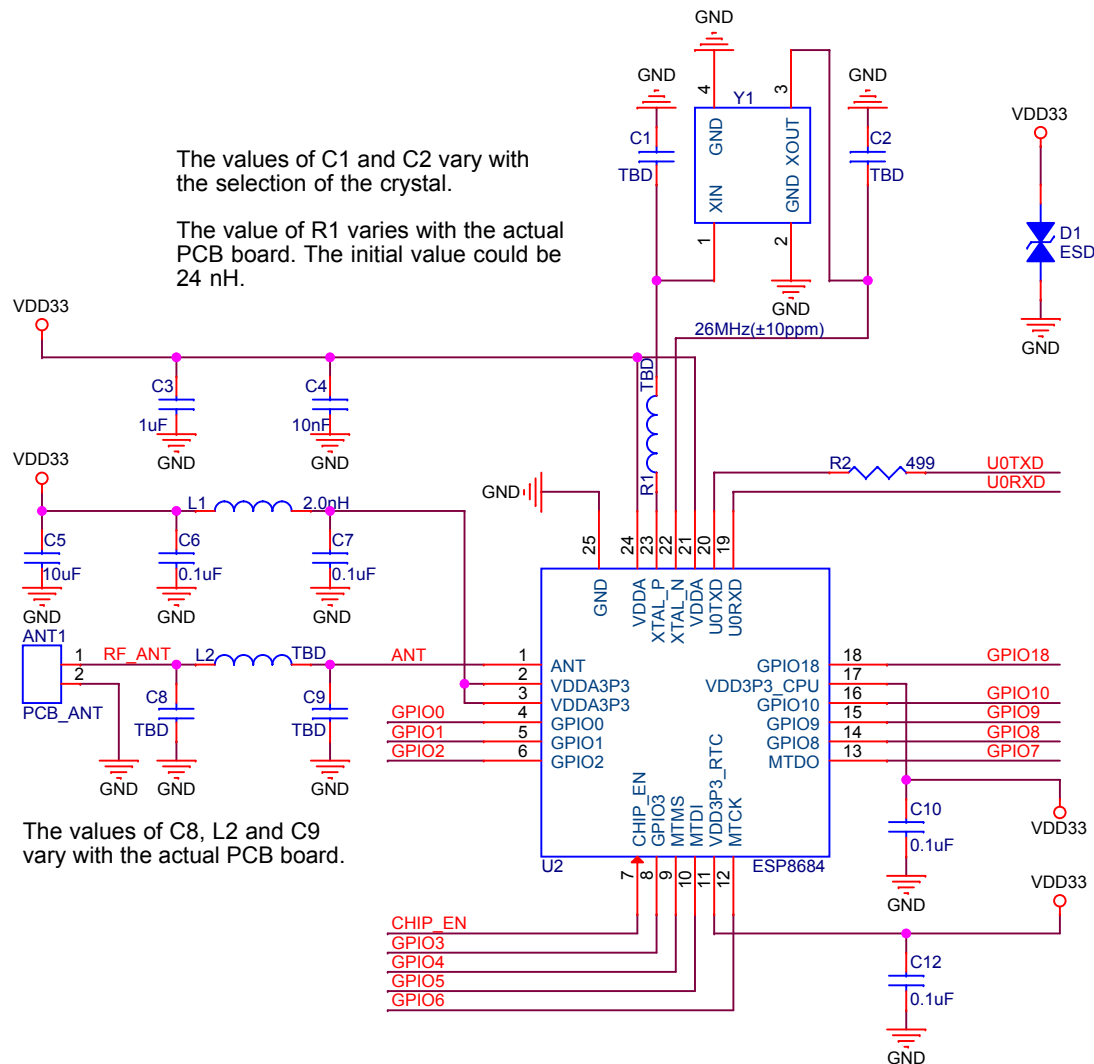 GND
4
3
Y1
GND
XOUT
XIN
GND
1
2
GND
GND
C1
TBD
GND
C2
TBD
VDD33
D1
ESD
GND
The values of C1 and C2 vary with
the selection of the crystal.
The value of R1 varies with the actual
PCB board. The initial value could be
24 nH.
26MHz(±10ppm)
VDD33
C3
1uF
GND
C4
10nF
GND
TBD
R1
R2
499
U0TXD
U0RXD
VDD33
L1
2.0nH
C5
10uF
GND
C6
0.1uF
GND
C7
0.1uF
GND
GND
25
24
23
22
21
20
19
GND
VDDA
XTAL_P
XTAL_N
VDDA
U0TXD
U0RXD
ANT1
1
2
PCB_ANT
RF_ANT
L2
TBD
ANT
C8
TBD
C9
TBD
GND
GND
GND
1
ANT
2
VDDA3P3
3
VDDA3P3
GPIO0
4
GPIO0
GPIO1
5
GPIO1
GPIO2
6
GPIO2
GPIO18
18
GPIO18
VDD3P3_CPU
17
GPIO10
16
GPIO10
GPIO9
15
GPIO9
GPIO8
14
GPIO8
MTDO
13
GPIO7
CHIP_EN
GPIO3
MTMS
MTDI
VDD3P3_RTC
MTCK
U2
ESP8684
7
8
9
10
11
12
The values of C8, L2 and C9
vary with the actual PCB board.
C10
0.1uF
GND
VDD33
VDD33
CHIP_EN
GPIO3
GPIO4
GPIO5
GPIO6
C12
0.1uF
GND